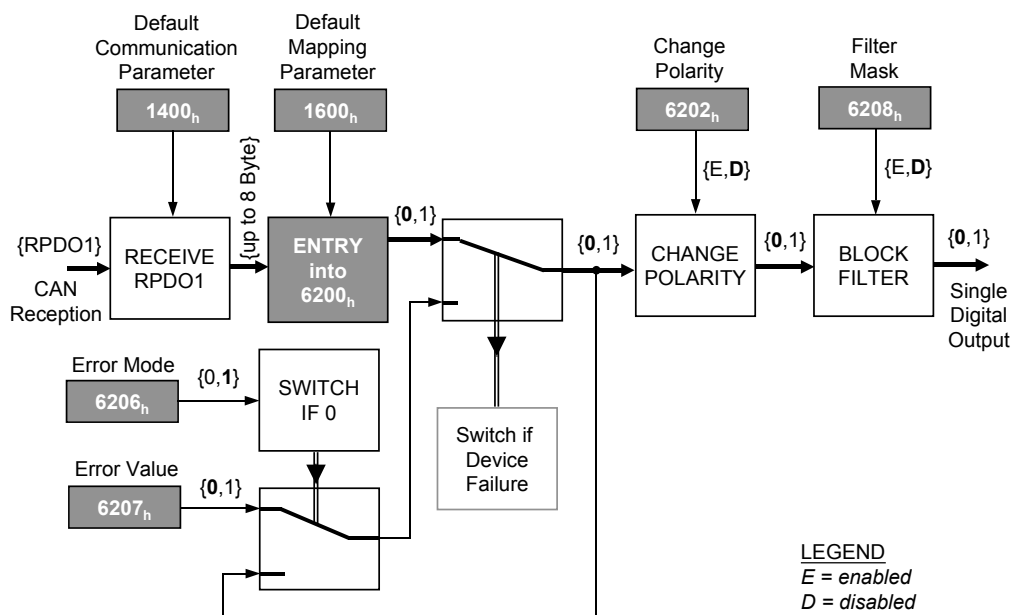 Default
Communication
Parameter
1400h
Default
Mapping
Parameter
1600h
Change
Polarity
6202h
Filter
Mask
6208h
{E,D}
{E,D}
{RPDO1}
CAN
Reception
RECEIVE
RPDO1
{up to 8 Byte}
ENTRY
into
6200h
{0,1}
{0,1}
CHANGE
POLARITY
{0,1}
BLOCK
FILTER
{0,1}
Single
Digital
Output
Error Mode
6206h
{0,1}
SWITCH
IF 0
Switch if
Device
Failure
Error Value
6207h
{0,1}
LEGEND
E = enabled
D = disabled